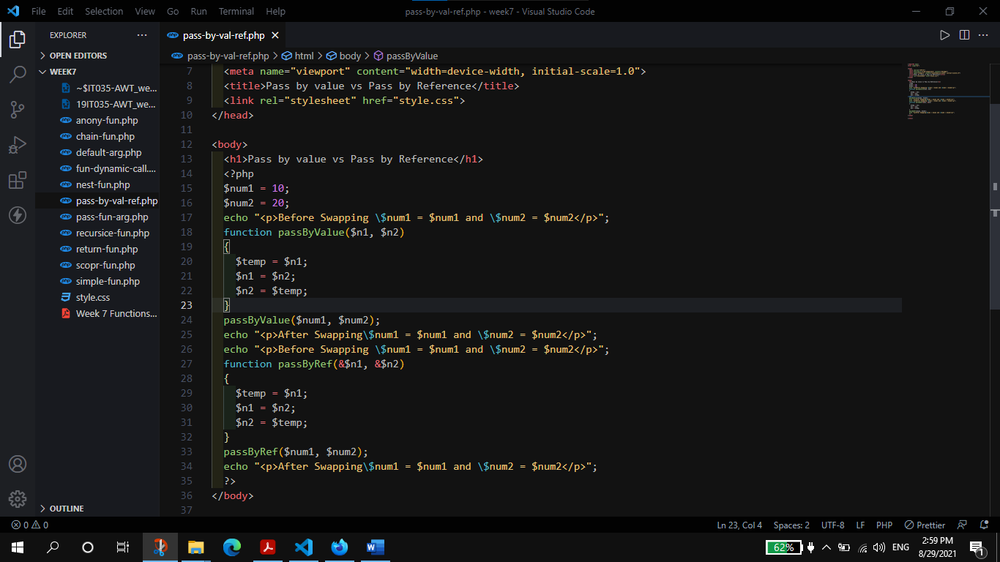 File Edit Selection View Go Run Terminal Help pass-by-val-ref.php - week7 - Visual Studio Code
EXPLORER
OPEN EDITORS
WEEK7
~$IT035-AWT_we...
19IT035-AWT_we...
anony-fun.php
chain-fun.php
default-arg.php
fun-dynamic-call....
nest-fun.php
pass-by-val-ref.php
pass-fun-arg.php
recursice-fun.php
return-fun.php
scopr-fun.php
simple-fun.php
style.css
Week 7 Functions...
OUTLINE
pass-by-val-ref.php
pass-by-val-ref.php > html > body > passByValue
7 <meta name="viewport" content="width=device-width, initial-scale=1.0">
8 <title>Pass by value vs Pass by Reference</title>
9 <link rel="stylesheet" href="style.css">
10 </head>
11
12 <body>
13 <h1>Pass by value vs Pass by Reference</h1>
14 <?php
15 $num1 = 10;
16 $num2 = 20;
17 echo "<p>Before Swapping \$num1 = $num1 and \$num2 = $num2</p>";
18 function passByValue($n1, $n2)
19 {
20 $temp = $n1;
21 $n1 = $n2;
22 $n2 = $temp;
23 }
24 passByValue($num1, $num2);
25 echo "<p>After Swapping\$num1 = $num1 and \$num2 = $num2</p>";
26 echo "<p>Before Swapping \$num1 = $num1 and \$num2 = $num2</p>";
27 function passByRef(&$n1, &$n2)
28 {
29 $temp = $n1;
30 $n1 = $n2;
31 $n2 = $temp;
32 }
33 passByRef($num1, $num2);
34 echo "<p>After Swapping\$num1 = $num1 and \$num2 = $num2</p>";
35 ?>
36 </body>
37
0 0 Ln 23, Col 4 Spaces: 2 UTF-8 LF PHP Prettier
62% ENG 2:59 PM
8/29/2021 1